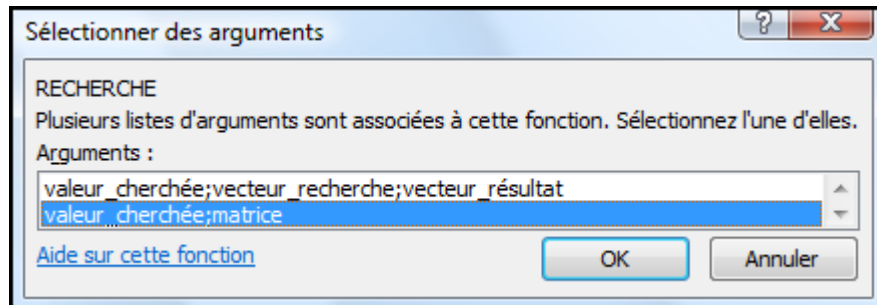 Sélectionner des arguments
?
X
RECHERCHE
Plusieurs listes d'arguments sont associées à cette fonction. Sélectionnez l'une d'elles.
Arguments :
valeur_cherchée;vecteur_recherche;vecteur_résultat
valeur_cherchée;matrice
Aide sur cette fonction
OK
Annuler